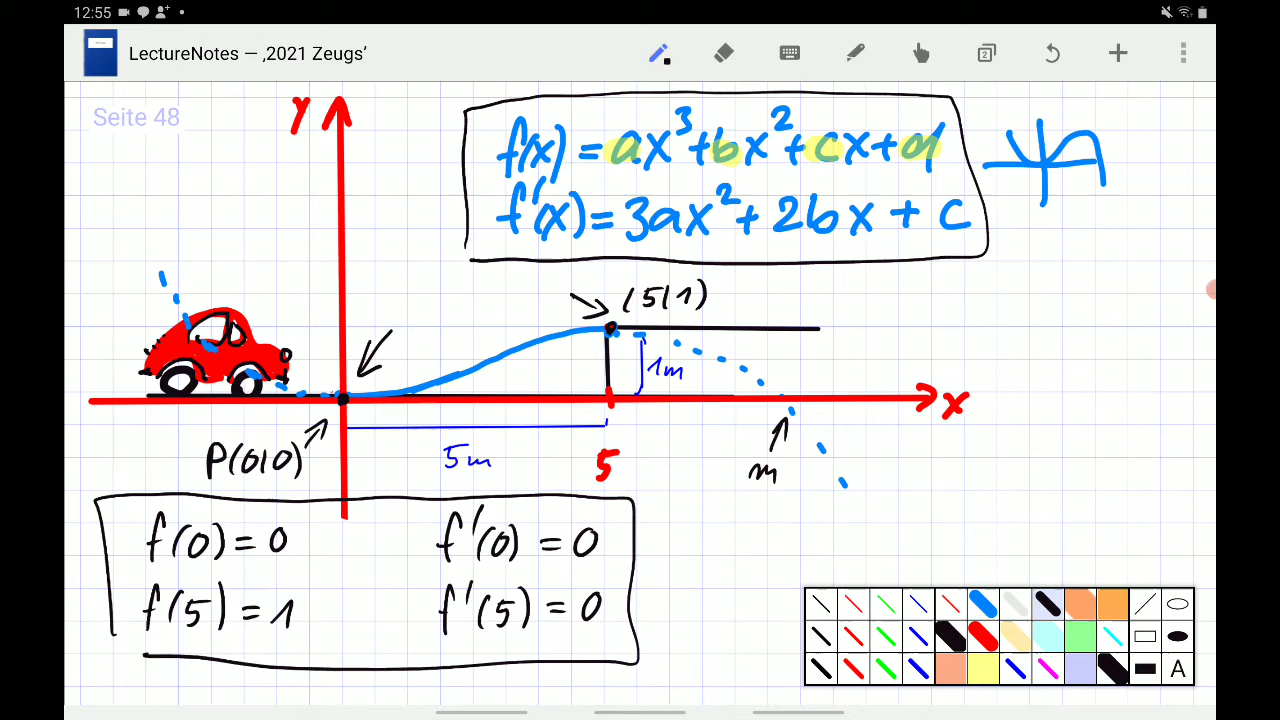 12:55
LectureNotes — ‚2021 Zeugs’
Seite 48
y
f(x) = ax³+bx²+cx+d
f'(x)= 3ax²+ 2bx + c
(5|1)
1m
x
P(0|0)
5m
5
m
f(0)=0
f'(0) = 0
f(5)=1
f'(5) = 0
2
A